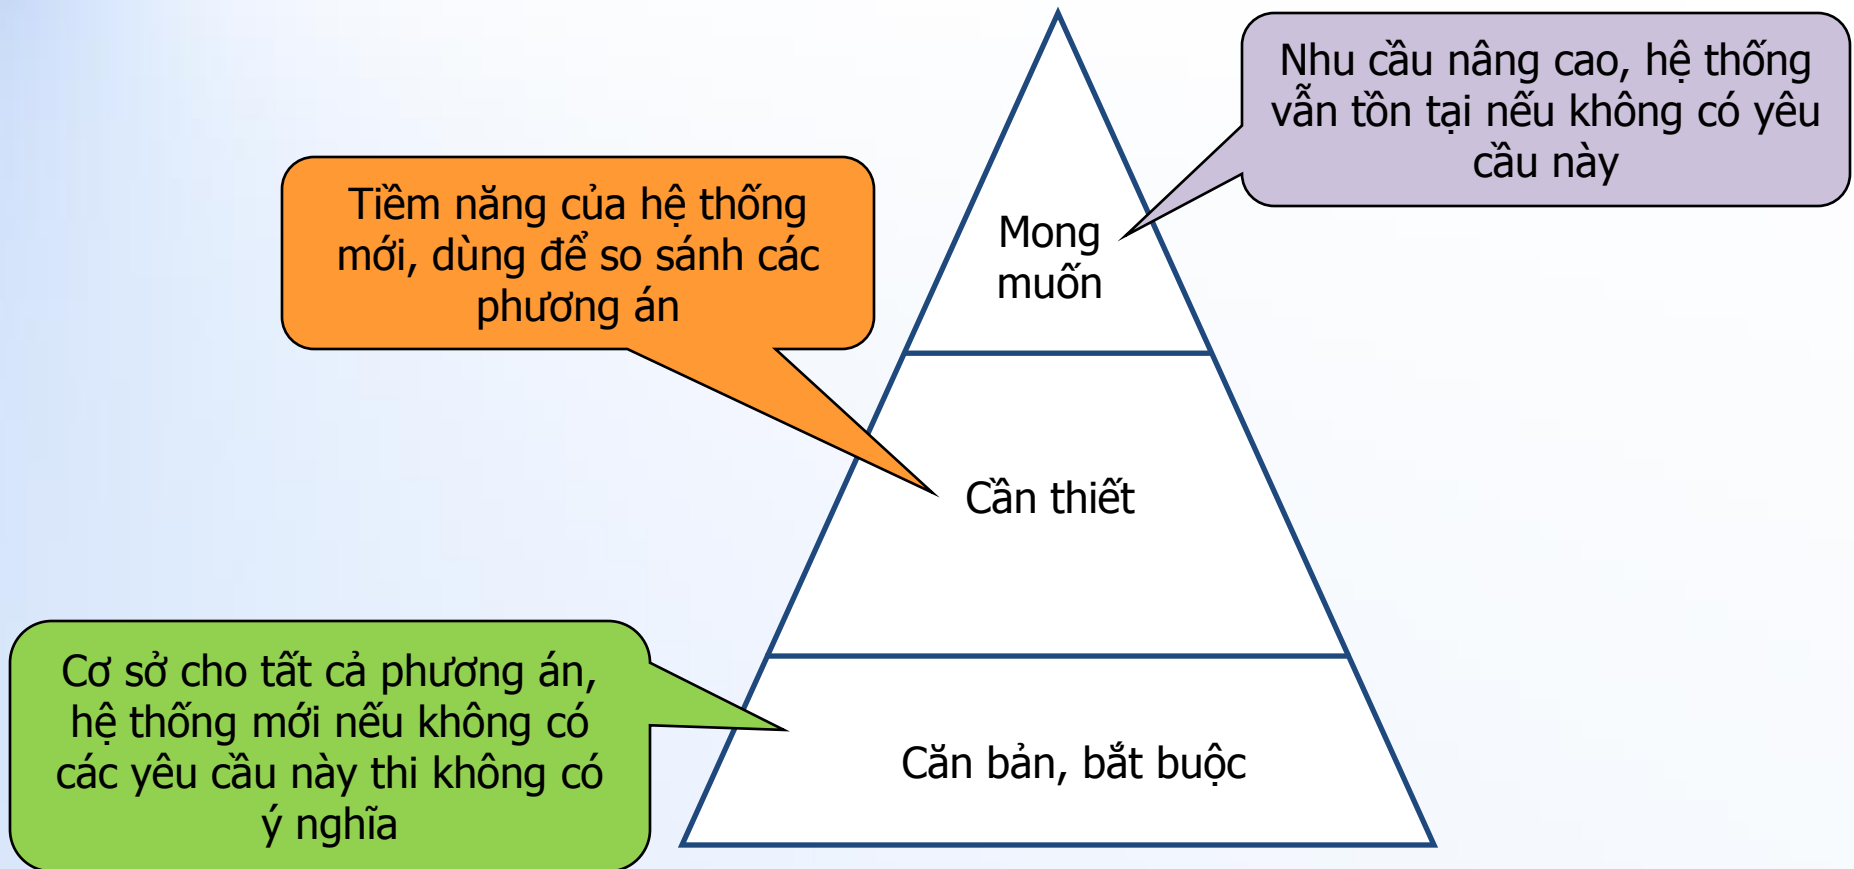 Nhu cầu nâng cao, hệ thống
vẫn tồn tại nếu không có yêu
cầu này
Tiềm năng của hệ thống
mới, dùng để so sánh các
phương án
Mong
muốn
Cần thiết
Cơ sở cho tất cả phương án,
hệ thống mới nếu không có
các yêu cầu này thi không có
ý nghĩa
Căn bản, bắt buộc